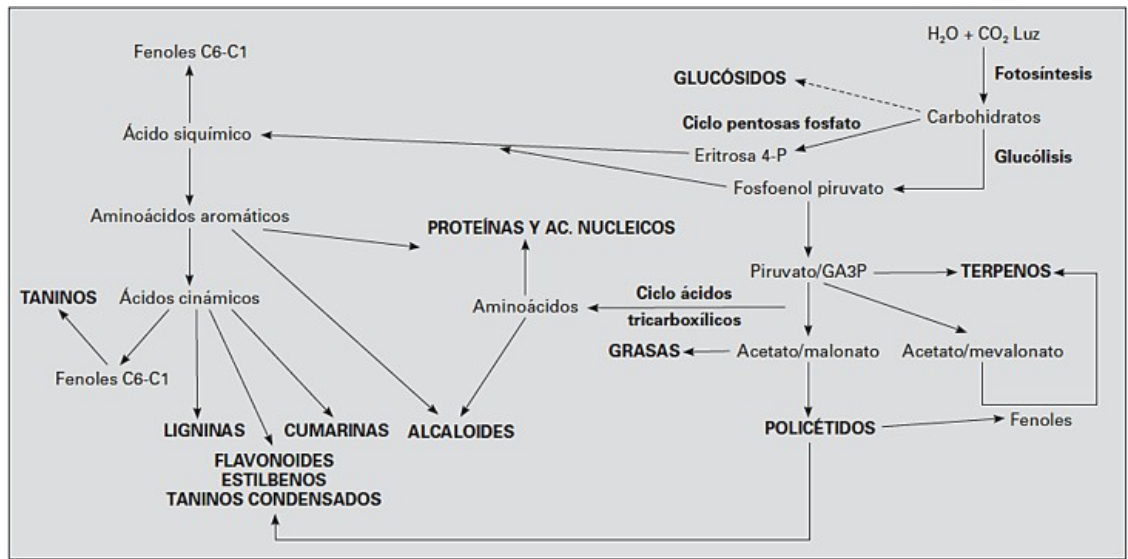 H₂O + CO₂ Luz
Fenoles C6-C1
Fotosíntesis
GLUCÓSIDOS
Carbohidratos
Ciclo pentosas fosfato
Ácido siquímico
Eritrosa 4-P
Glucólisis
Fosfoenol piruvato
Aminoácidos aromáticos
PROTEÍNAS Y AC. NUCLEICOS
Piruvato/GA3P
TERPENOS
TANINOS
Ácidos cinámicos
Aminoácidos
Ciclo ácidos
tricarboxílicos
GRASAS
Acetato/malonato
Acetato/mevalonato
Fenoles C6-C1
LIGNINAS
CUMARINAS
ALCALOIDES
POLICÉTIDOS
Fenoles
FLAVONOIDES
ESTILBENOS
TANINOS CONDENSADOS